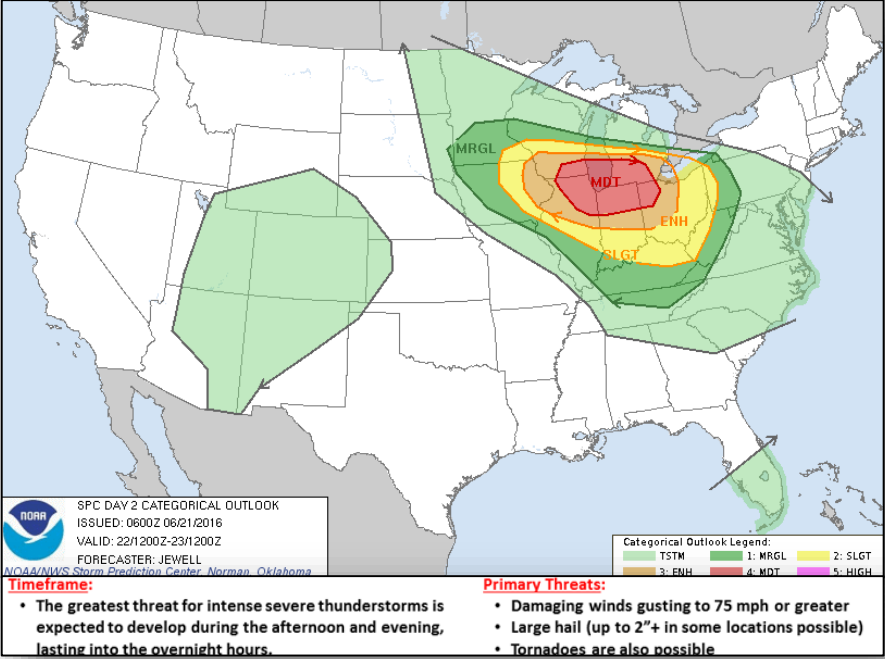 MRGL
MDT
ENH
SLGT
NOAA
SPC DAY 2 CATEGORICAL OUTLOOK
ISSUED: 0600Z 06/21/2016
VALID: 22/1200Z-23/1200Z
FORECASTER: JEWELL
NOAA/NWS Storm Prediction Center, Norman, Oklahoma
Categorical Outlook Legend:
TSTM 1: MRGL 2: SLGT
3: ENH 4: MDT 5: HIGH
Timeframe:
• The greatest threat for intense severe thunderstorms is
expected to develop during the afternoon and evening,
lasting into the overnight hours.
Primary Threats:
• Damaging winds gusting to 75 mph or greater
• Large hail (up to 2”+ in some locations possible)
• Tornadoes are also possible